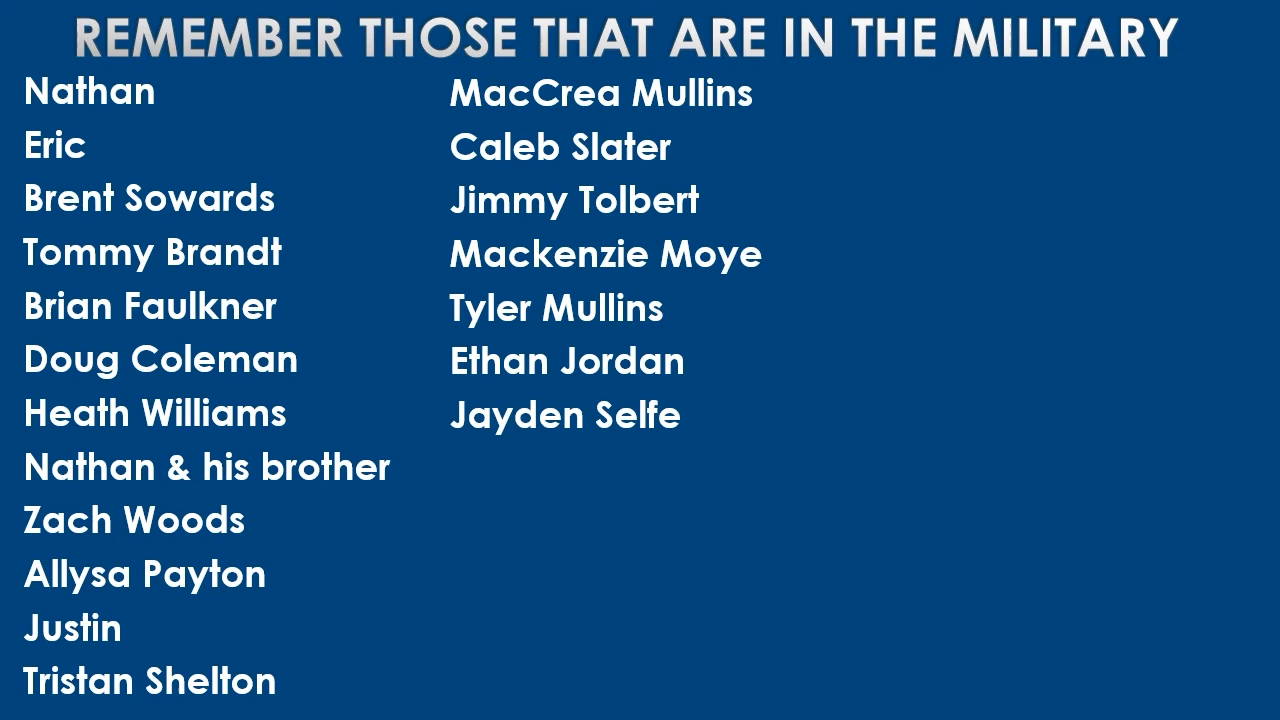 REMEMBER THOSE THAT ARE IN THE MILITARY
Nathan
Eric
Brent Sowards
Tommy Brandt
Brian Faulkner
Doug Coleman
Heath Williams
Nathan & his brother
Zach Woods
Allysa Payton
Justin
Tristan Shelton
MacCrea Mullins
Caleb Slater
Jimmy Tolbert
Mackenzie Moye
Tyler Mullins
Ethan Jordan
Jayden Selfe